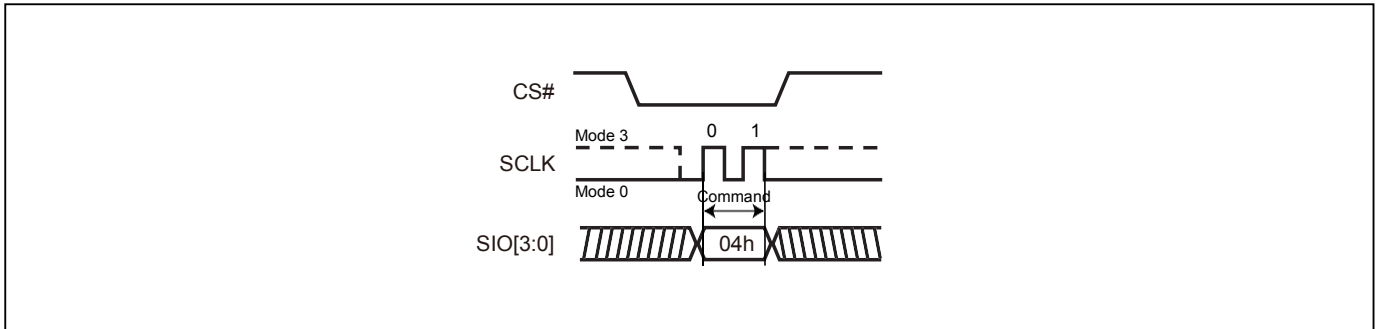 CS#
Mode 3
0 1
SCLK
Mode 0
Command
SIO[3:0]
04h